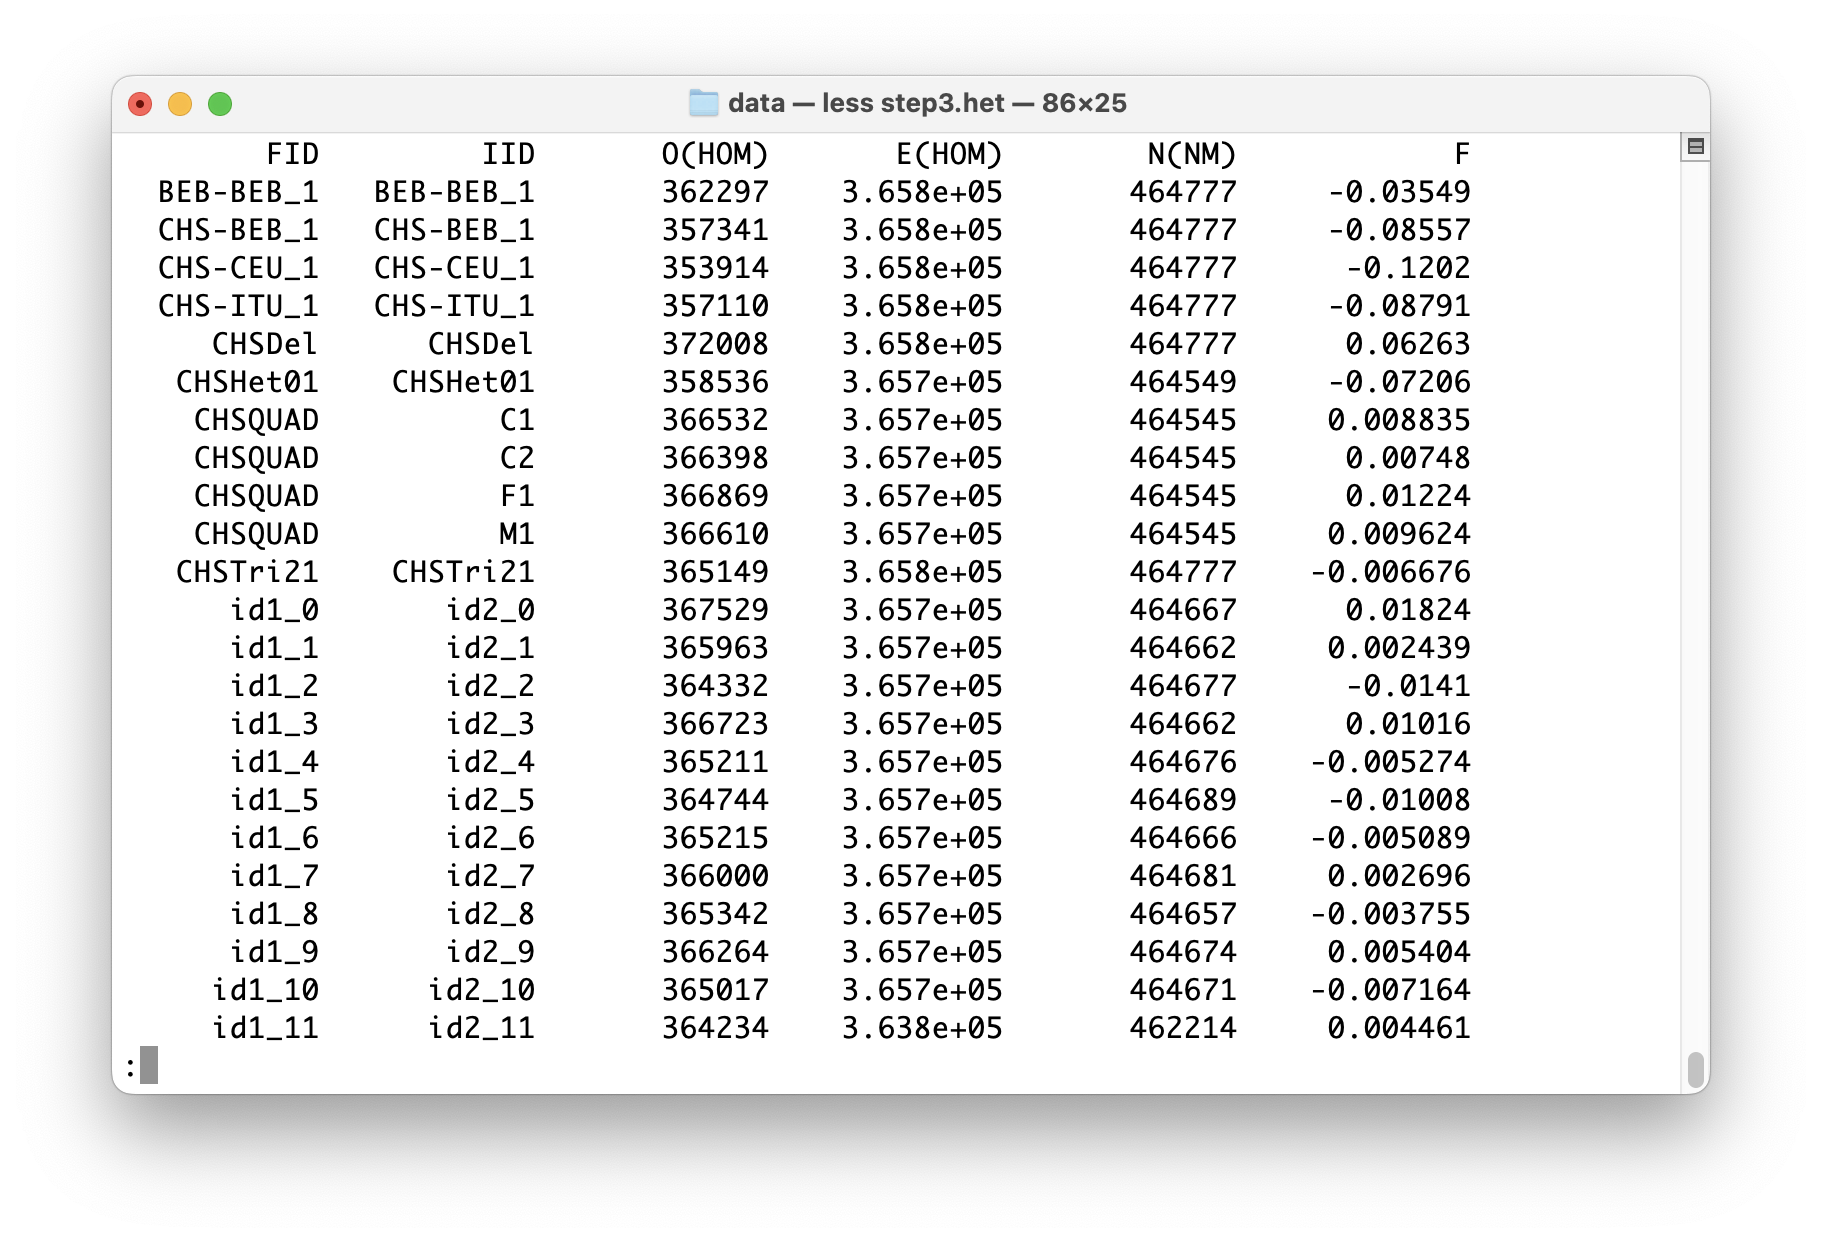 data — less step3.het — 86×25
FID IID O(HOM) E(HOM) N(NM) F
BEB-BEB_1 BEB-BEB_1 362297 3.658e+05 464777 -0.03549
CHS-BEB_1 CHS-BEB_1 357341 3.658e+05 464777 -0.08557
CHS-CEU_1 CHS-CEU_1 353914 3.658e+05 464777 -0.1202
CHS-ITU_1 CHS-ITU_1 357110 3.658e+05 464777 -0.08791
CHSDel CHSDel 372008 3.658e+05 464777 0.06263
CHSHet01 CHSHet01 358536 3.657e+05 464549 -0.07206
CHSQUAD C1 366532 3.657e+05 464545 0.008835
CHSQUAD C2 366398 3.657e+05 464545 0.00748
CHSQUAD F1 366869 3.657e+05 464545 0.01224
CHSQUAD M1 366610 3.657e+05 464545 0.009624
CHSTri21 CHSTri21 365149 3.658e+05 464777 -0.006676
id1_0 id2_0 367529 3.657e+05 464667 0.01824
id1_1 id2_1 365963 3.657e+05 464662 0.002439
id1_2 id2_2 364332 3.657e+05 464677 -0.0141
id1_3 id2_3 366723 3.657e+05 464662 0.01016
id1_4 id2_4 365211 3.657e+05 464676 -0.005274
id1_5 id2_5 364744 3.657e+05 464689 -0.01008
id1_6 id2_6 365215 3.657e+05 464666 -0.005089
id1_7 id2_7 366000 3.657e+05 464681 0.002696
id1_8 id2_8 365342 3.657e+05 464657 -0.003755
id1_9 id2_9 366264 3.657e+05 464674 0.005404
id1_10 id2_10 365017 3.657e+05 464671 -0.007164
id1_11 id2_11 364234 3.638e+05 462214 0.004461
: